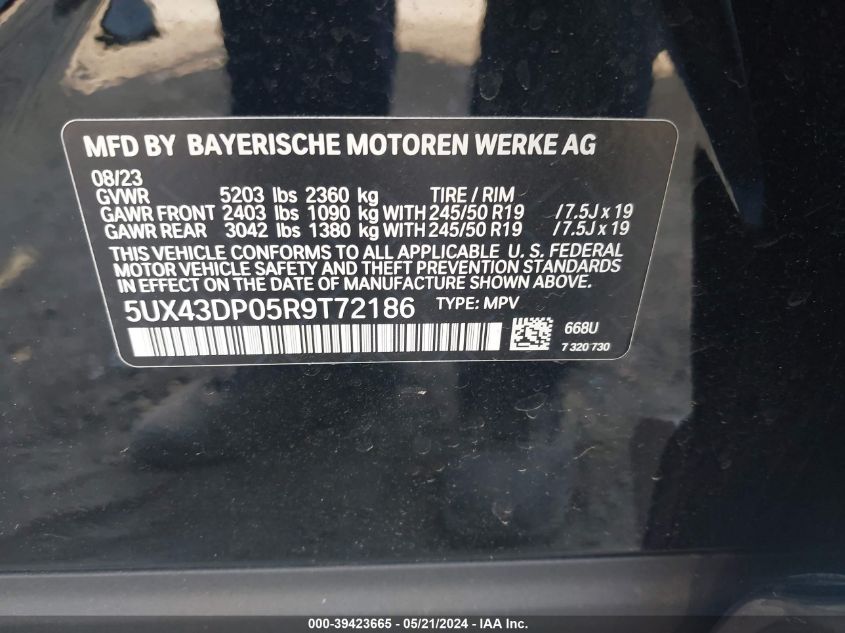 MFD BY BAYERISCHE MOTOREN WERKE AG
08/23
GVWR 5203 lbs 2360 kg TIRE / RIM
GAWR FRONT 2403 lbs 1090 kg WITH 245/50 R19 / 7.5J x 19
GAWR REAR 3042 lbs 1380 kg WITH 245/50 R19 / 7.5J x 19
THIS VEHICLE CONFORMS TO ALL APPLICABLE U. S. FEDERAL
MOTOR VEHICLE SAFETY AND THEFT PREVENTION STANDARDS
IN EFFECT ON THE DATE OF MANUFACTURE SHOWN ABOVE.
5UX43DP05R9T72186 TYPE: MPV
668U
7 320 730
000-39423665 - 05/21/2024 - IAA Inc.